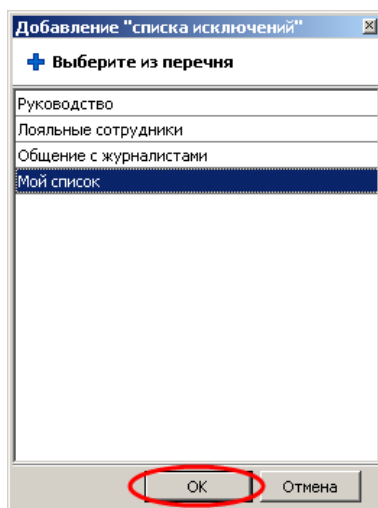 Добавление "списка исключений"
Выберите из перечня
Руководство
Лояльные сотрудники
Общение с журналистами
Мой список
OK
Отмена